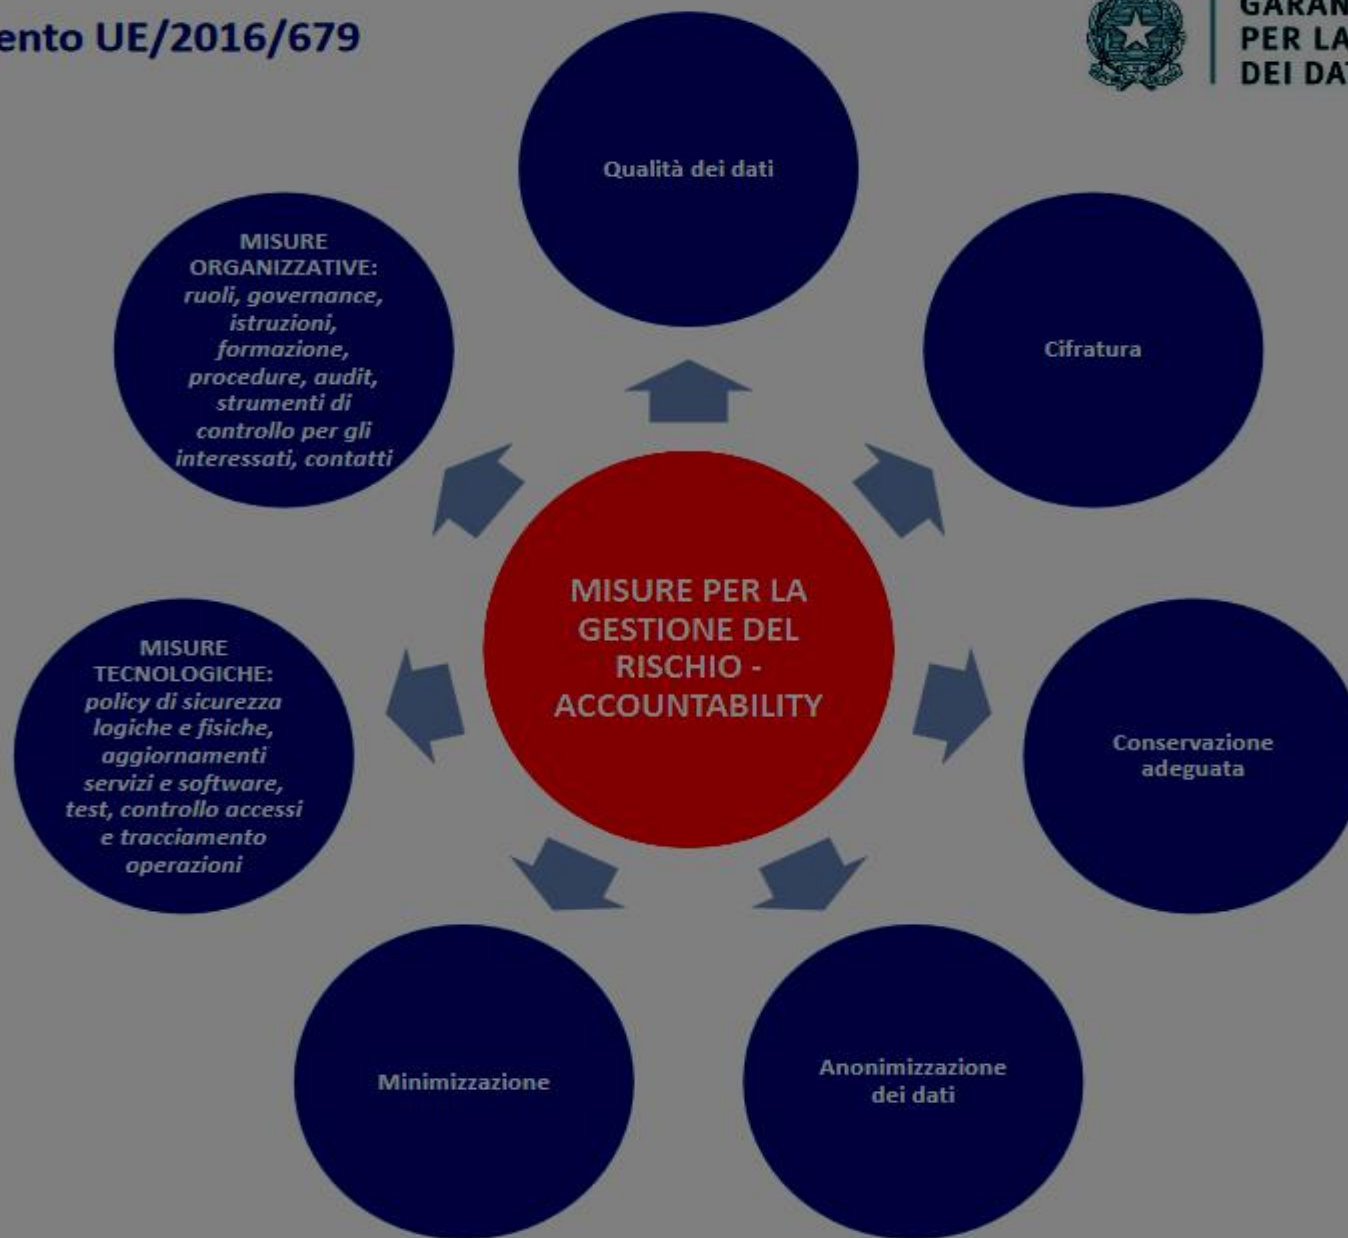 ento UE/2016/679
GARAN
PER LA
DEI DA
Qualità dei dati
MISURE
ORGANIZZATIVE:
ruoli, governance,
istruzioni,
formazione,
procedure, audit,
strumenti di
controllo per gli
interessati, contatti
Cifratura
MISURE PER LA
GESTIONE DEL
RISCHIO -
ACCOUNTABILITY
MISURE
TECNOLOGICHE:
policy di sicurezza
logiche e fisiche,
aggiornamenti
servizi e software,
test, controllo accessi
e tracciamento
operazioni
Conservazione
adeguata
Minimizzazione
Anonimizzazione
dei dati